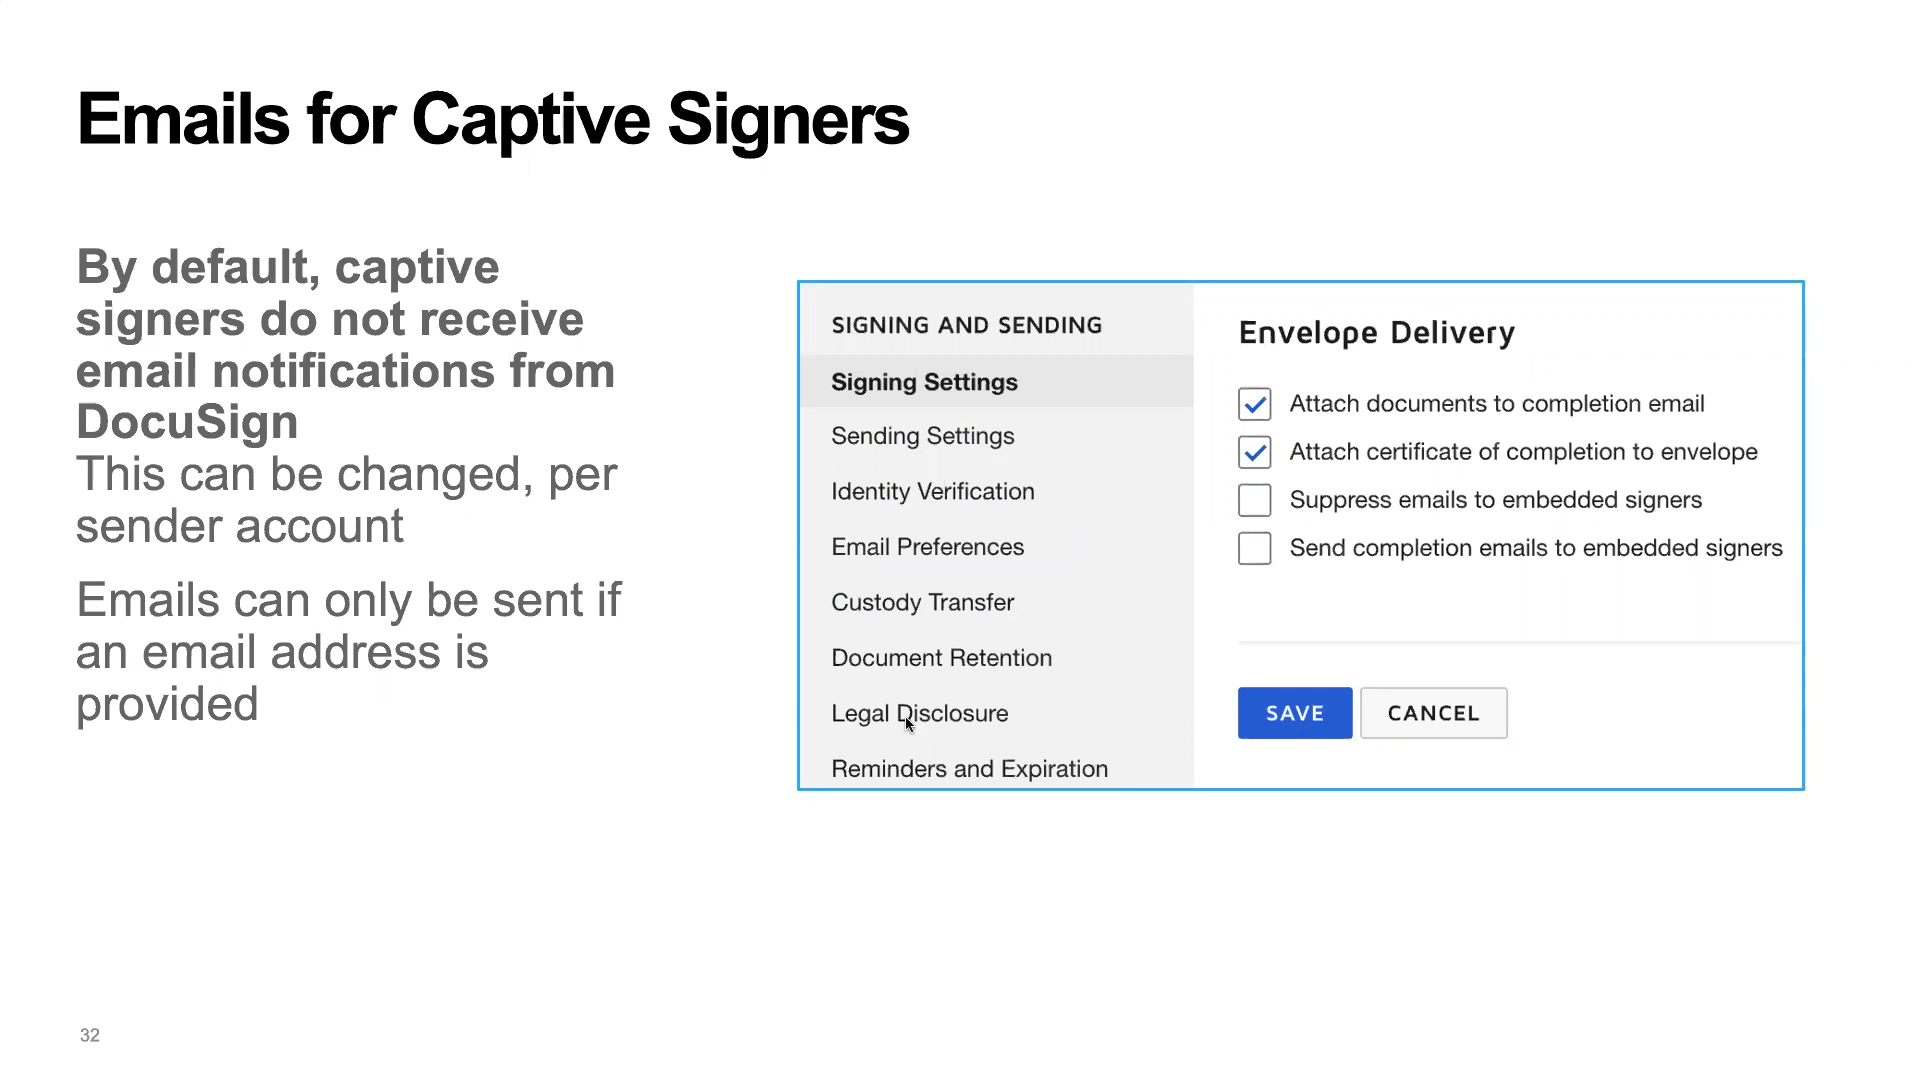 Emails for Captive Signers
By default, captive
signers do not receive
email notifications from
DocuSign
This can be changed, per
sender account
Emails can only be sent if
an email address is
provided
SIGNING AND SENDING
Signing Settings
Sending Settings
Identity Verification
Email Preferences
Custody Transfer
Document Retention
Legal Disclosure
Reminders and Expiration
Envelope Delivery
Attach documents to completion email
Attach certificate of completion to envelope
Suppress emails to embedded signers
Send completion emails to embedded signers
SAVE CANCEL
32